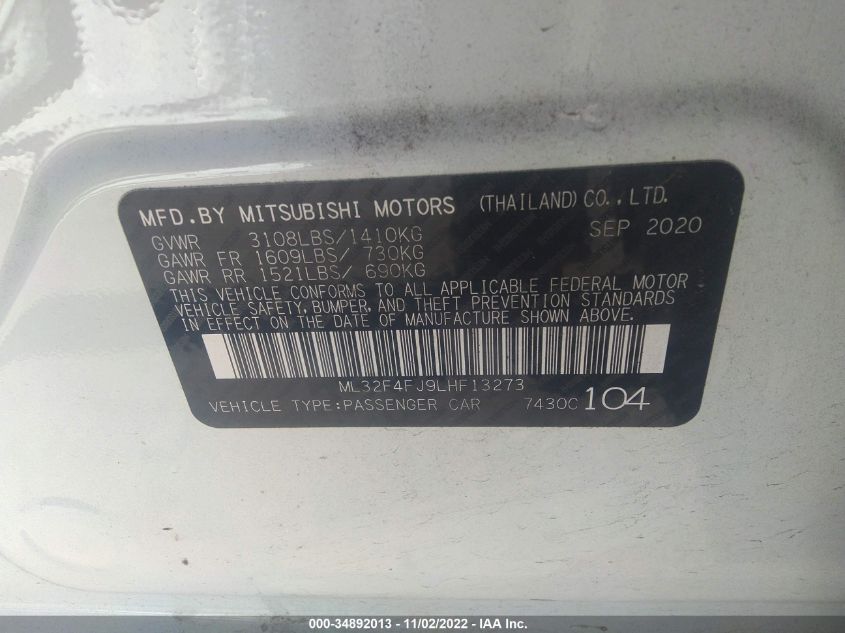 MFD.BY MITSUBISHI MOTORS (THAILAND)CO.,LTD.
GVWR 3108LBS/1410KG SEP 2020
GAWR FR 1609LBS/ 730KG
GAWR RR 1521LBS/ 690KG
THIS VEHICLE CONFORMS TO ALL APPLICABLE FEDERAL MOTOR
VEHICLE SAFETY,BUMPER,AND THEFT PREVENTION STANDARDS
IN EFFECT ON THE DATE OF MANUFACTURE SHOWN ABOVE.
ML32F4FJ9LHF13273
VEHICLE TYPE:PASSENGER CAR 7430C 104
000-34892013 - 11/02/2022 - IAA Inc.